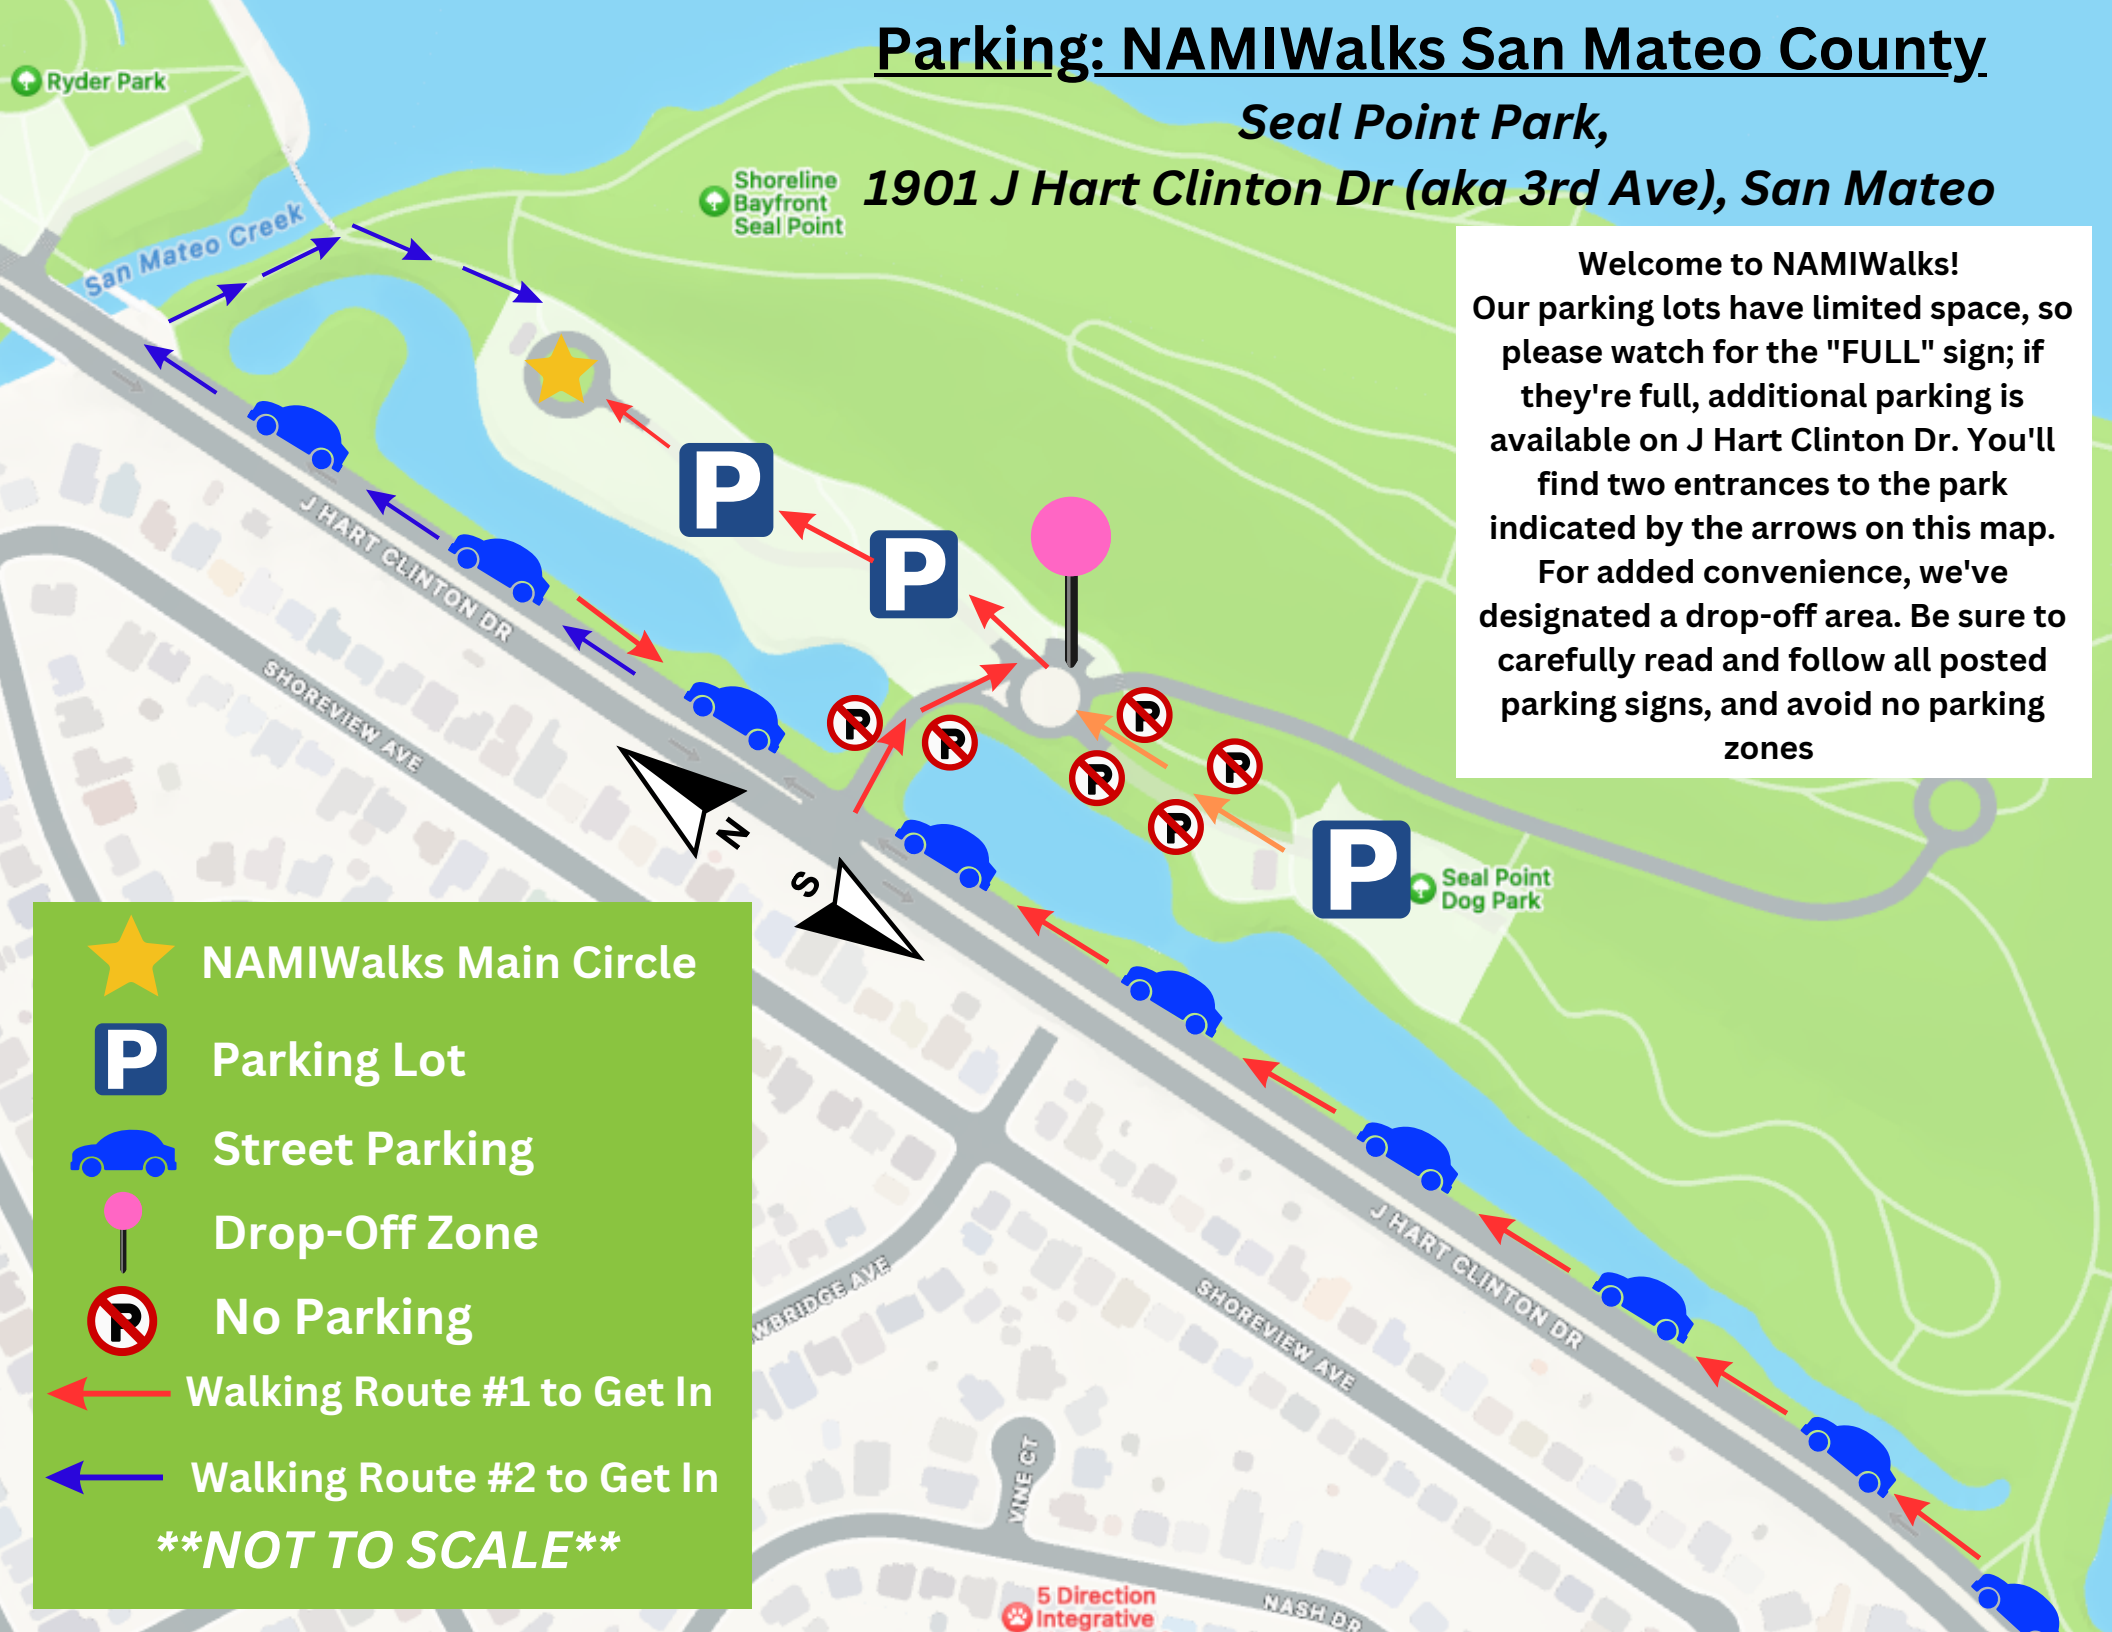 Parking: NAMIWalks San Mateo County
Seal Point Park,
1901 J Hart Clinton Dr (aka 3rd Ave), San Mateo
Welcome to NAMIWalks!
Our parking lots have limited space, so
please watch for the "FULL" sign; if
they're full, additional parking is
available on J Hart Clinton Dr. You'll
find two entrances to the park
indicated by the arrows on this map.
For added convenience, we've
designated a drop-off area. Be sure to
carefully read and follow all posted
parking signs, and avoid no parking
zones
Ryder Park
Shoreline
Bayfront
Seal Point
San Mateo Creek
P
P
P
P
P
P
P
P
P
J HART CLINTON DR
SHOREVIEW AVE
N
S
Seal Point
Dog Park
NAMIWalks Main Circle
P
Parking Lot
Street Parking
Drop-Off Zone
P
No Parking
Walking Route #1 to Get In
Walking Route #2 to Get In
**NOT TO SCALE**
WBRIDGE AVE
J HART CLINTON DR
SHOREVIEW AVE
VINE CT
NASH DR
5 Direction
Integrative